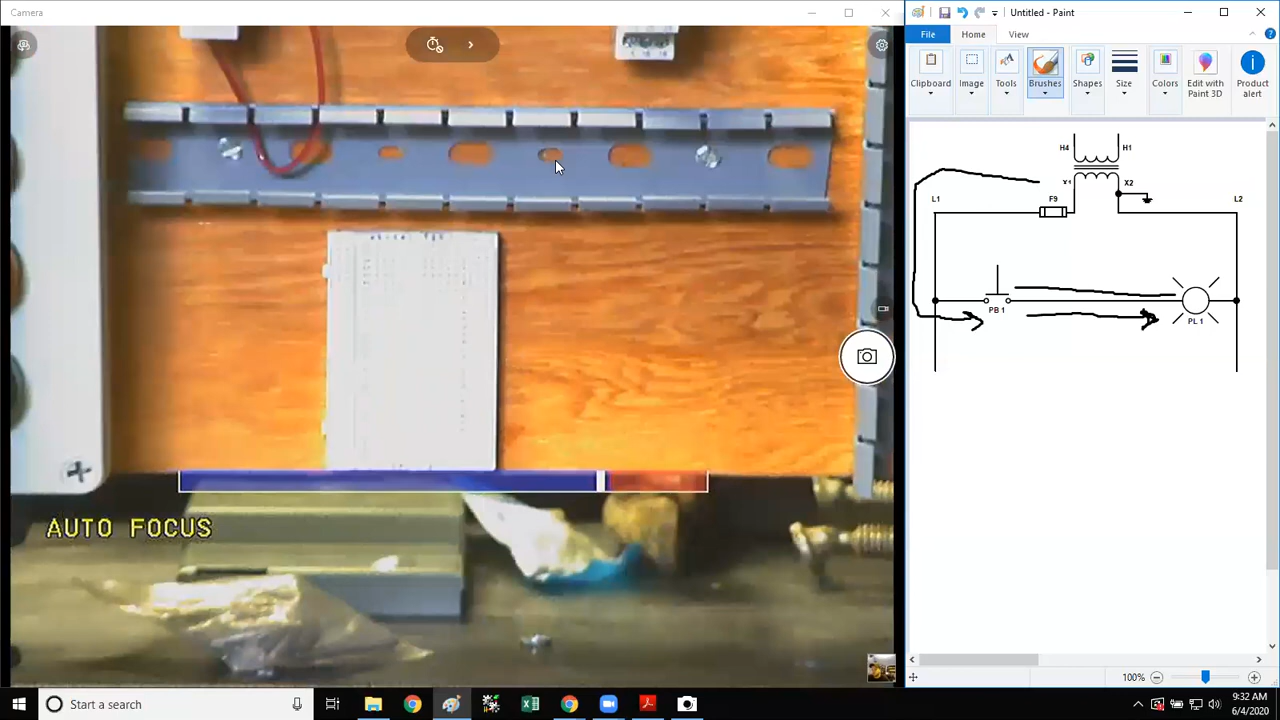 Camera
Untitled - Paint
File
Home
View
Clipboard
Image
Tools
Brushes
Shapes
Size
Colors
Edit with
Paint 3D
Product
alert
H4
H1
X2
L1
F9
L2
PB 1
PL 1
AUTO FOCUS
100%
Start a search
9:32 AM
6/4/2020